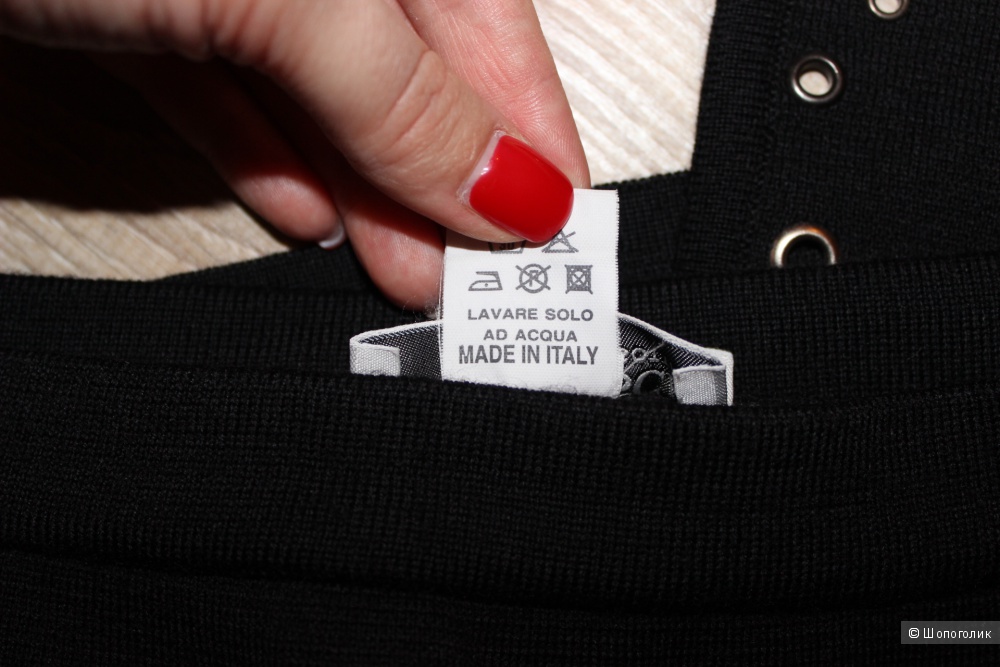 LAVARE SOLO
AD ACQUA
MADE IN ITALY
© Шопоголик